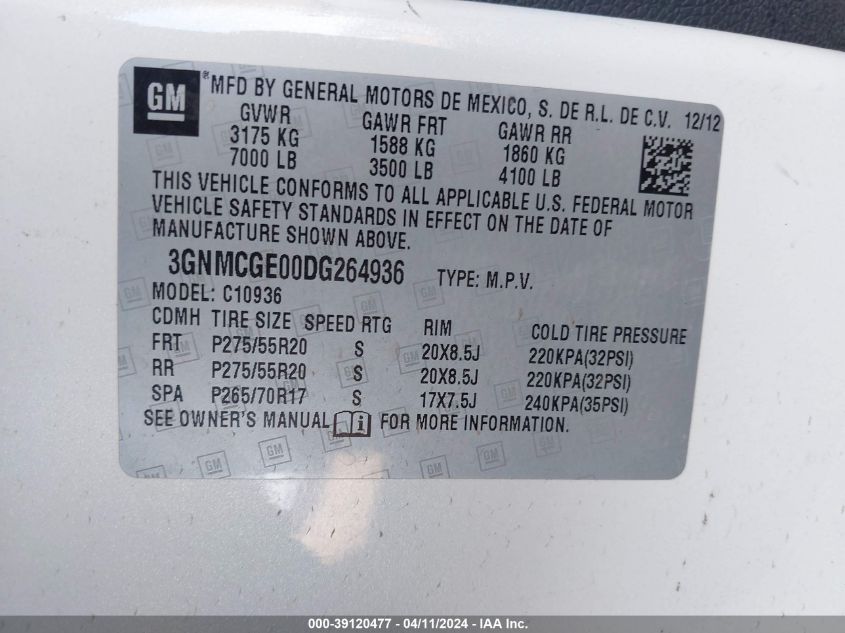 GM ® MFD BY GENERAL MOTORS DE MEXICO, S. DE R.L. DE C.V. 12/12
GVWR GAWR FRT GAWR RR
3175 KG 1588 KG 1860 KG
7000 LB 3500 LB 4100 LB
THIS VEHICLE CONFORMS TO ALL APPLICABLE U.S. FEDERAL MOTOR
VEHICLE SAFETY STANDARDS IN EFFECT ON THE DATE OF
MANUFACTURE SHOWN ABOVE.
3GNMCGE00DG264936 TYPE: M.P.V.
MODEL: C10936
CDMH TIRE SIZE SPEED RTG RIM COLD TIRE PRESSURE
FRT P275/55R20 S 20X8.5J 220KPA(32PSI)
RR P275/55R20 S 20X8.5J 220KPA(32PSI)
SPA P265/70R17 S 17X7.5J 240KPA(35PSI)
SEE OWNER'S MANUAL i FOR MORE INFORMATION.
000-39120477 - 04/11/2024 - IAA Inc.